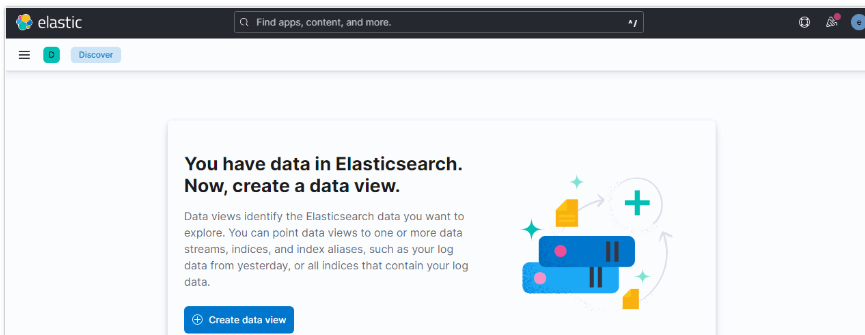 elastic
Find apps, content, and more.
^/
e
D
Discover
You have data in Elasticsearch.
Now, create a data view.
Data views identify the Elasticsearch data you want to
explore. You can point data views to one or more data
streams, indices, and index aliases, such as your log
data from yesterday, or all indices that contain your log
data.
Create data view